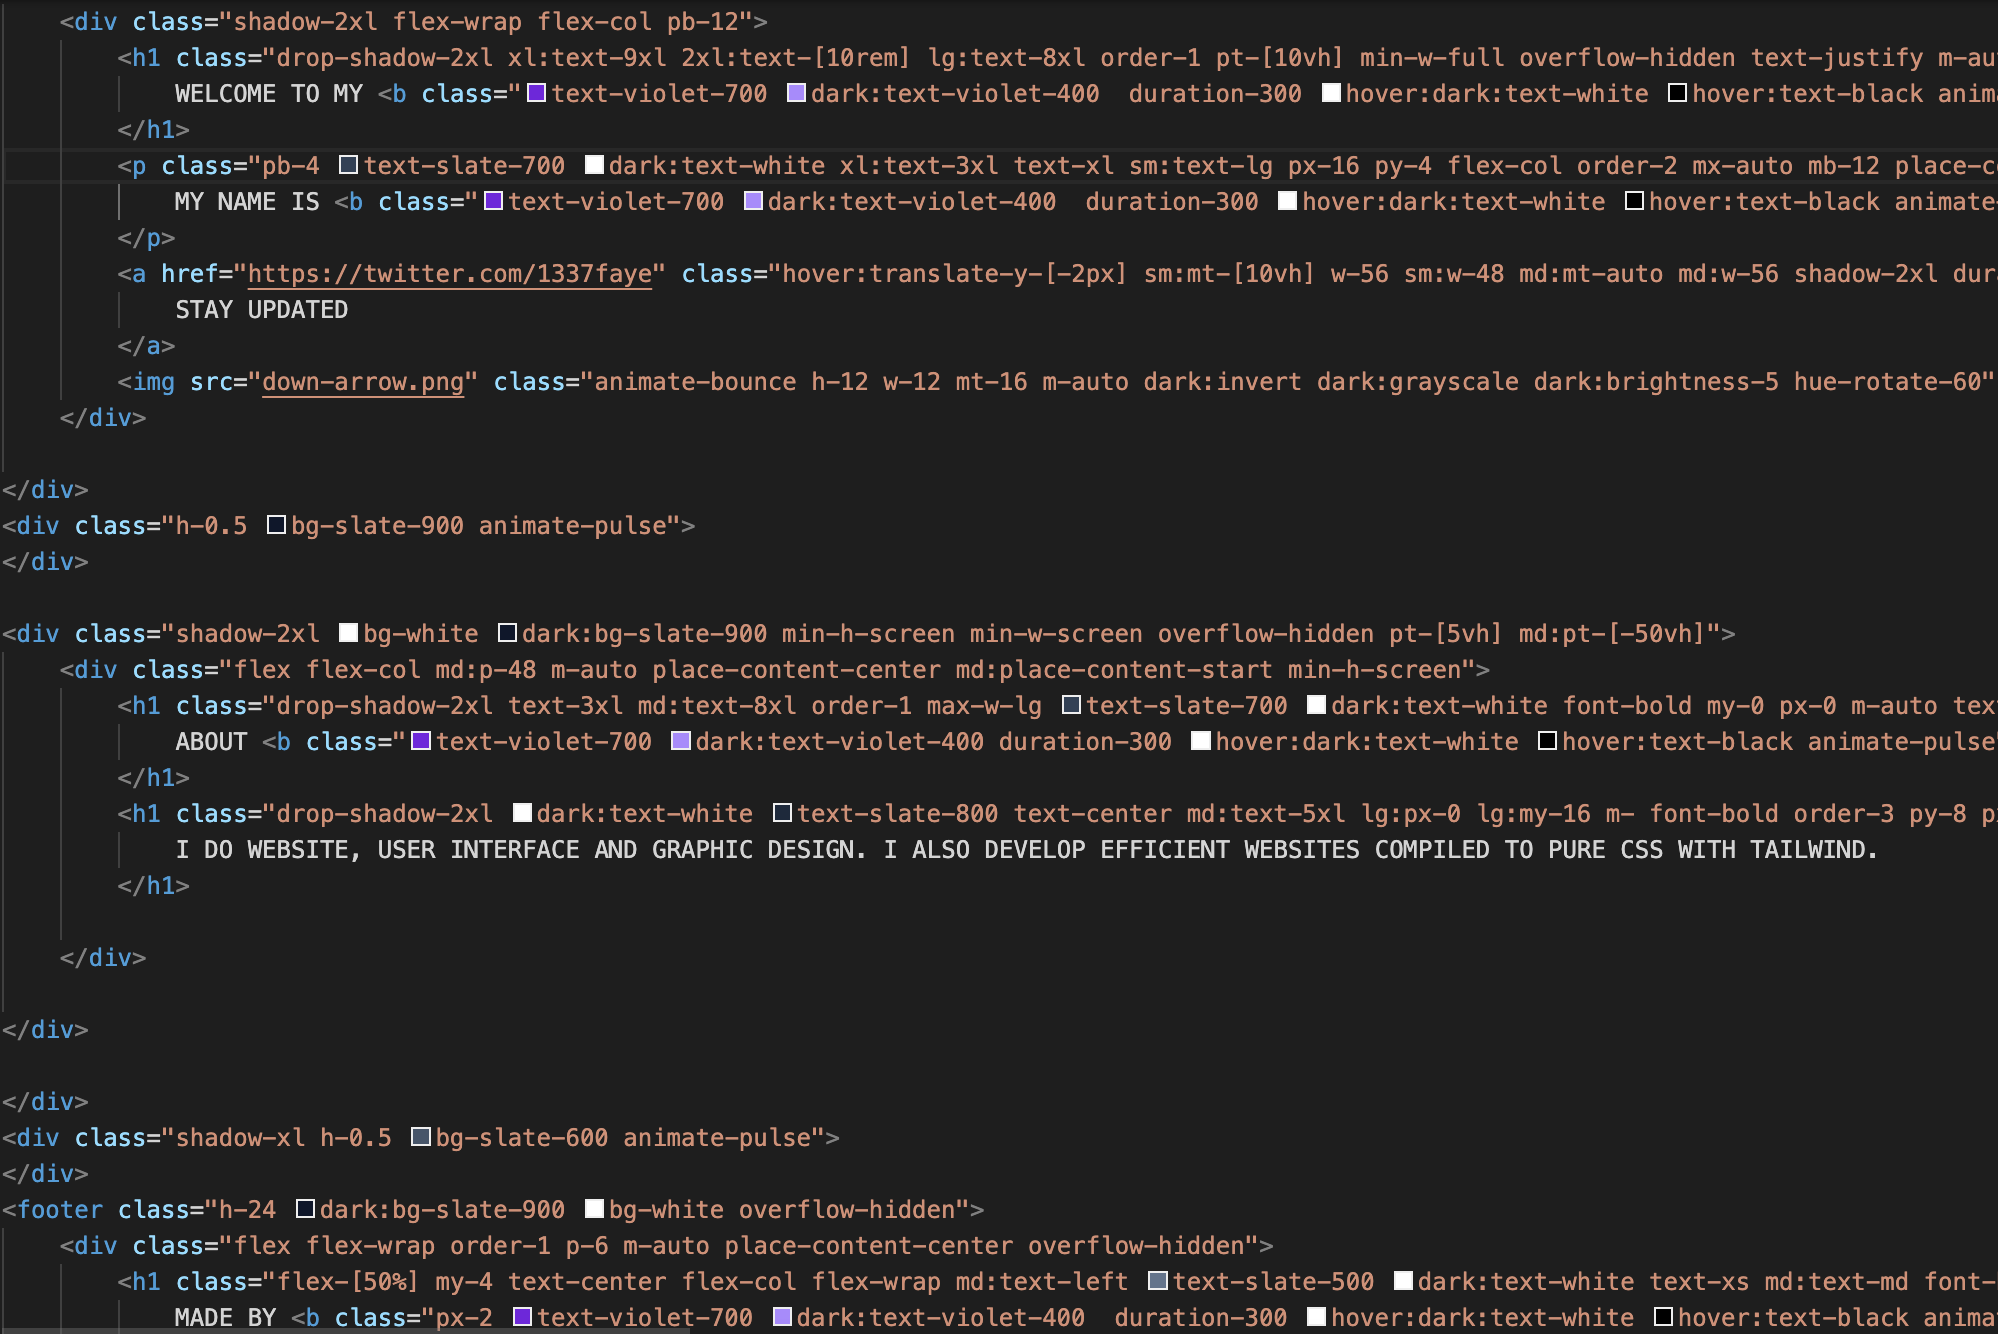 <div class="shadow-2xl flex-wrap flex-col pb-12">
<h1 class="drop-shadow-2xl xl:text-9xl 2xl:text-[10rem] lg:text-8xl order-1 pt-[10vh] min-w-full overflow-hidden text-justify m-au
WELCOME TO MY <b class="text-violet-700 dark:text-violet-400  duration-300 hover:dark:text-white hover:text-black anim
</h1>
<p class="pb-4 text-slate-700 dark:text-white xl:text-3xl text-xl sm:text-lg px-16 py-4 flex-col order-2 mx-auto mb-12 place-c
MY NAME IS <b class="text-violet-700 dark:text-violet-400  duration-300 hover:dark:text-white hover:text-black animate-
</p>
<a href="https://twitter.com/1337faye" class="hover:translate-y-[-2px] sm:mt-[10vh] w-56 sm:w-48 md:mt-auto md:w-56 shadow-2xl dur
STAY UPDATED
</a>
<img src="down-arrow.png" class="animate-bounce h-12 w-12 mt-16 m-auto dark:invert dark:grayscale dark:brightness-5 hue-rotate-60"
</div>
</div>
<div class="h-0.5 bg-slate-900 animate-pulse">
</div>
<div class="shadow-2xl bg-white dark:bg-slate-900 min-h-screen min-w-screen overflow-hidden pt-[5vh] md:pt-[-50vh]">
<div class="flex flex-col md:p-48 m-auto place-content-center md:place-content-start min-h-screen">
<h1 class="drop-shadow-2xl text-3xl md:text-8xl order-1 max-w-lg text-slate-700 dark:text-white font-bold my-0 px-0 m-auto tex
ABOUT <b class="text-violet-700 dark:text-violet-400 duration-300 hover:dark:text-white hover:text-black animate-pulse"
</h1>
<h1 class="drop-shadow-2xl dark:text-white text-slate-800 text-center md:text-5xl lg:px-0 lg:my-16 m- font-bold order-3 py-8 p
I DO WEBSITE, USER INTERFACE AND GRAPHIC DESIGN. I ALSO DEVELOP EFFICIENT WEBSITES COMPILED TO PURE CSS WITH TAILWIND.
</h1>
</div>
</div>
</div>
<div class="shadow-xl h-0.5 bg-slate-600 animate-pulse">
</div>
<footer class="h-24 dark:bg-slate-900 bg-white overflow-hidden">
<div class="flex flex-wrap order-1 p-6 m-auto place-content-center overflow-hidden">
<h1 class="flex-[50%] my-4 text-center flex-col flex-wrap md:text-left text-slate-500 dark:text-white text-xs md:text-md font-
MADE BY <b class="px-2 text-violet-700 dark:text-violet-400  duration-300 hover:dark:text-white hover:text-black anima